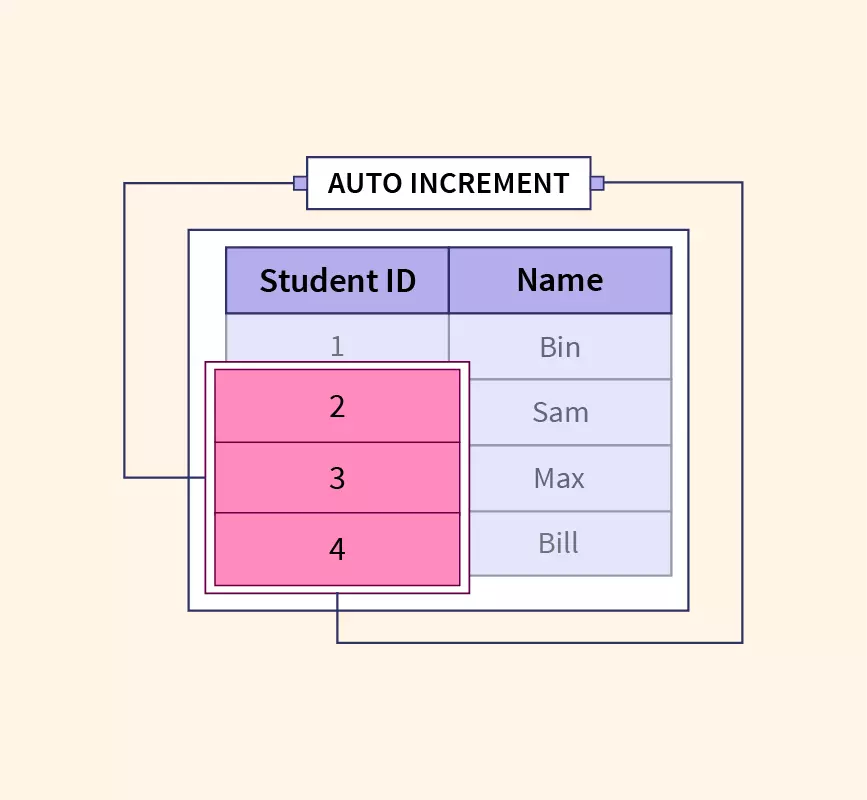 AUTO INCREMENT
Student ID Name
1 Bin
2 Sam
3 Max
4 Bill